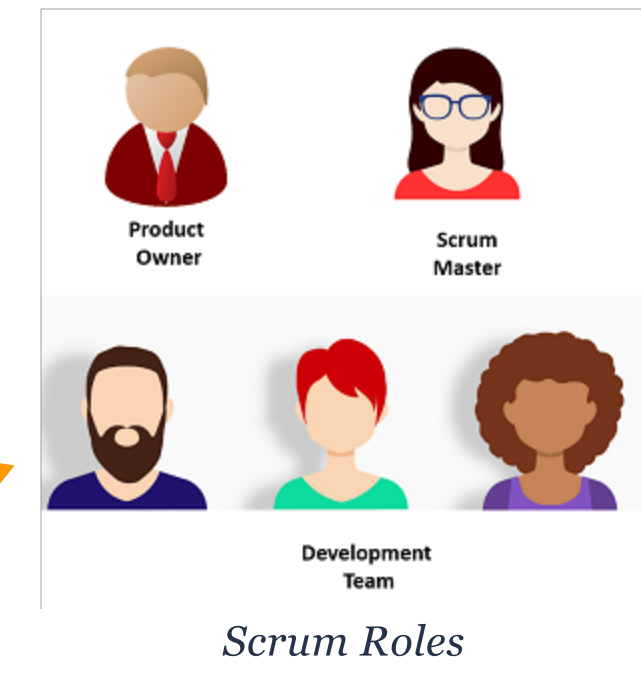 Product
Owner
Scrum
Master
Development
Team
Scrum Roles